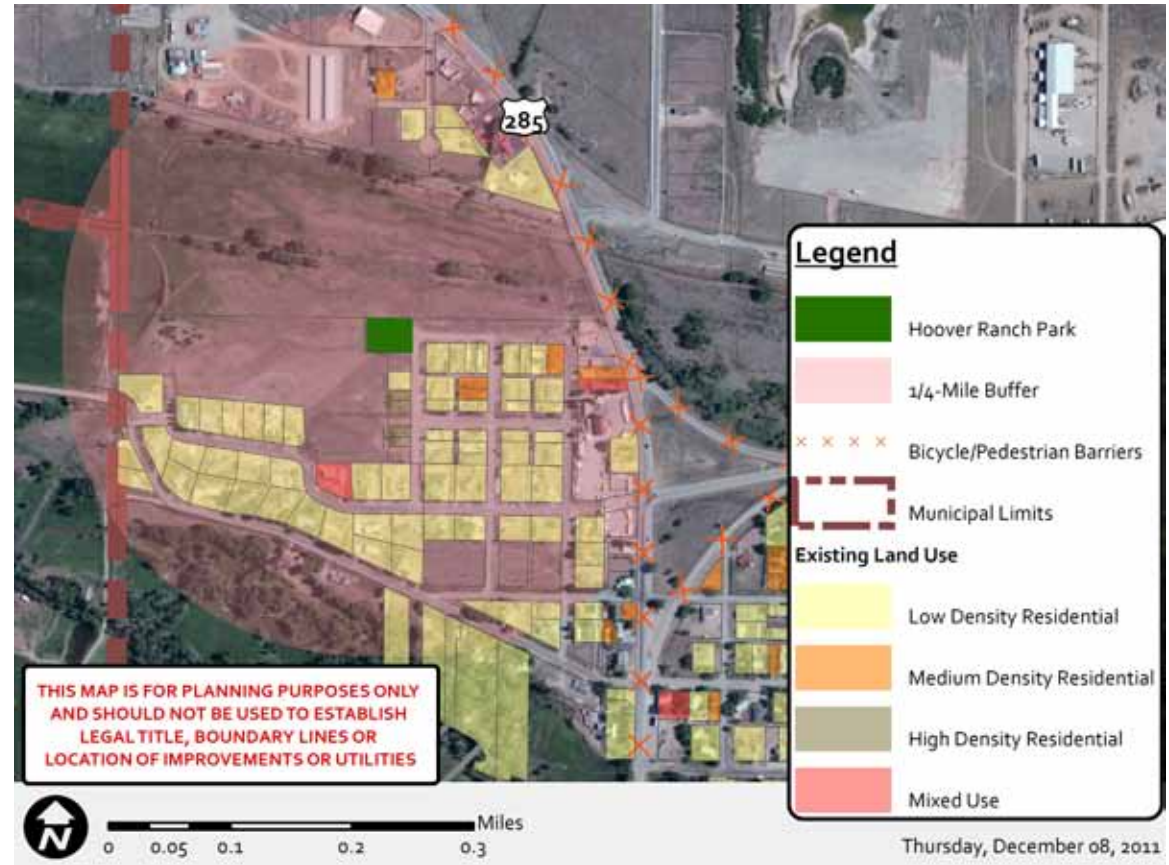 285
Legend
Hoover Ranch Park
1/4-Mile Buffer
Bicycle/Pedestrian Barriers
Municipal Limits
Existing Land Use
Low Density Residential
Medium Density Residential
High Density Residential
Mixed Use
THIS MAP IS FOR PLANNING PURPOSES ONLY
AND SHOULD NOT BE USED TO ESTABLISH
LEGAL TITLE, BOUNDARY LINES OR
LOCATION OF IMPROVEMENTS OR UTILITIES
N
Miles
0 0.05 0.1 0.2 0.3
Thursday, December 08, 2011